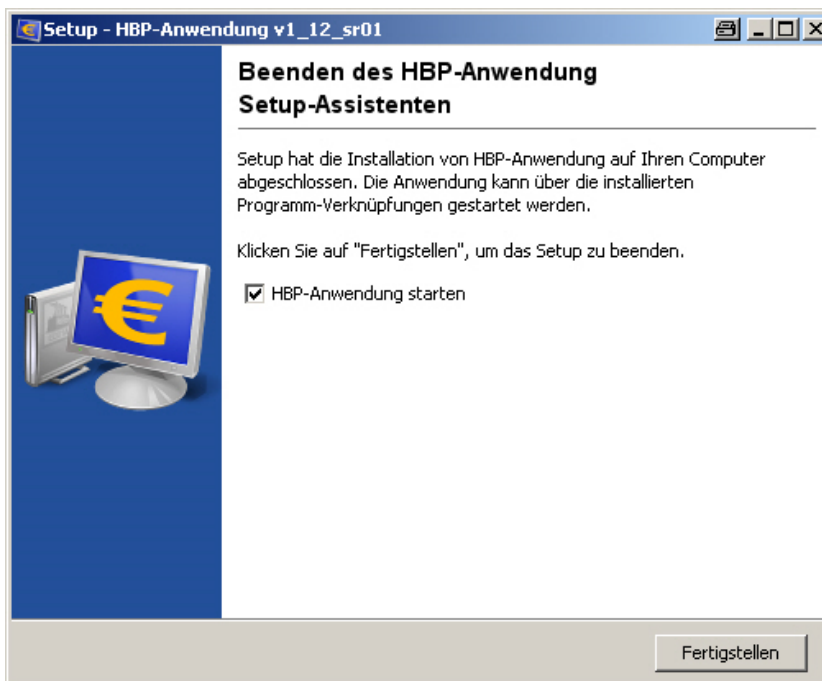 Setup - HBP-Anwendung v1_12_sr01
Beenden des HBP-Anwendung
Setup-Assistenten
Setup hat die Installation von HBP-Anwendung auf Ihren Computer
abgeschlossen. Die Anwendung kann über die installierten
Programm-Verknüpfungen gestartet werden.
Klicken Sie auf "Fertigstellen", um das Setup zu beenden.
HBP-Anwendung starten
Fertigstellen